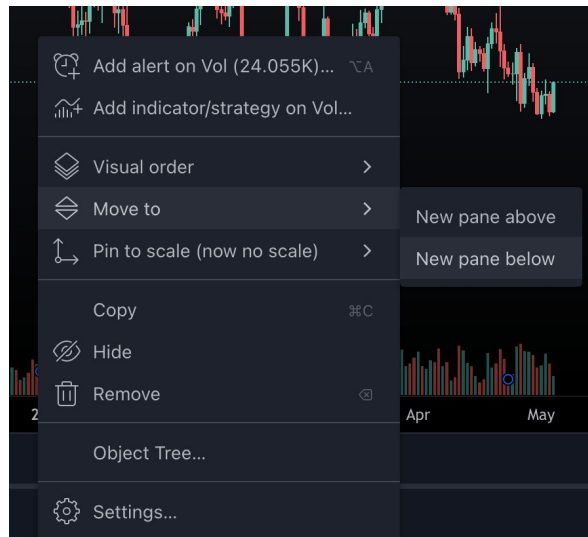 Add alert on Vol (24.055K)... ⌥A
Add indicator/strategy on Vol...
Visual order
Move to
New pane above
Pin to scale (now no scale)
New pane below
Copy ⌘C
Hide
Remove
2 Apr May
Object Tree...
Settings...